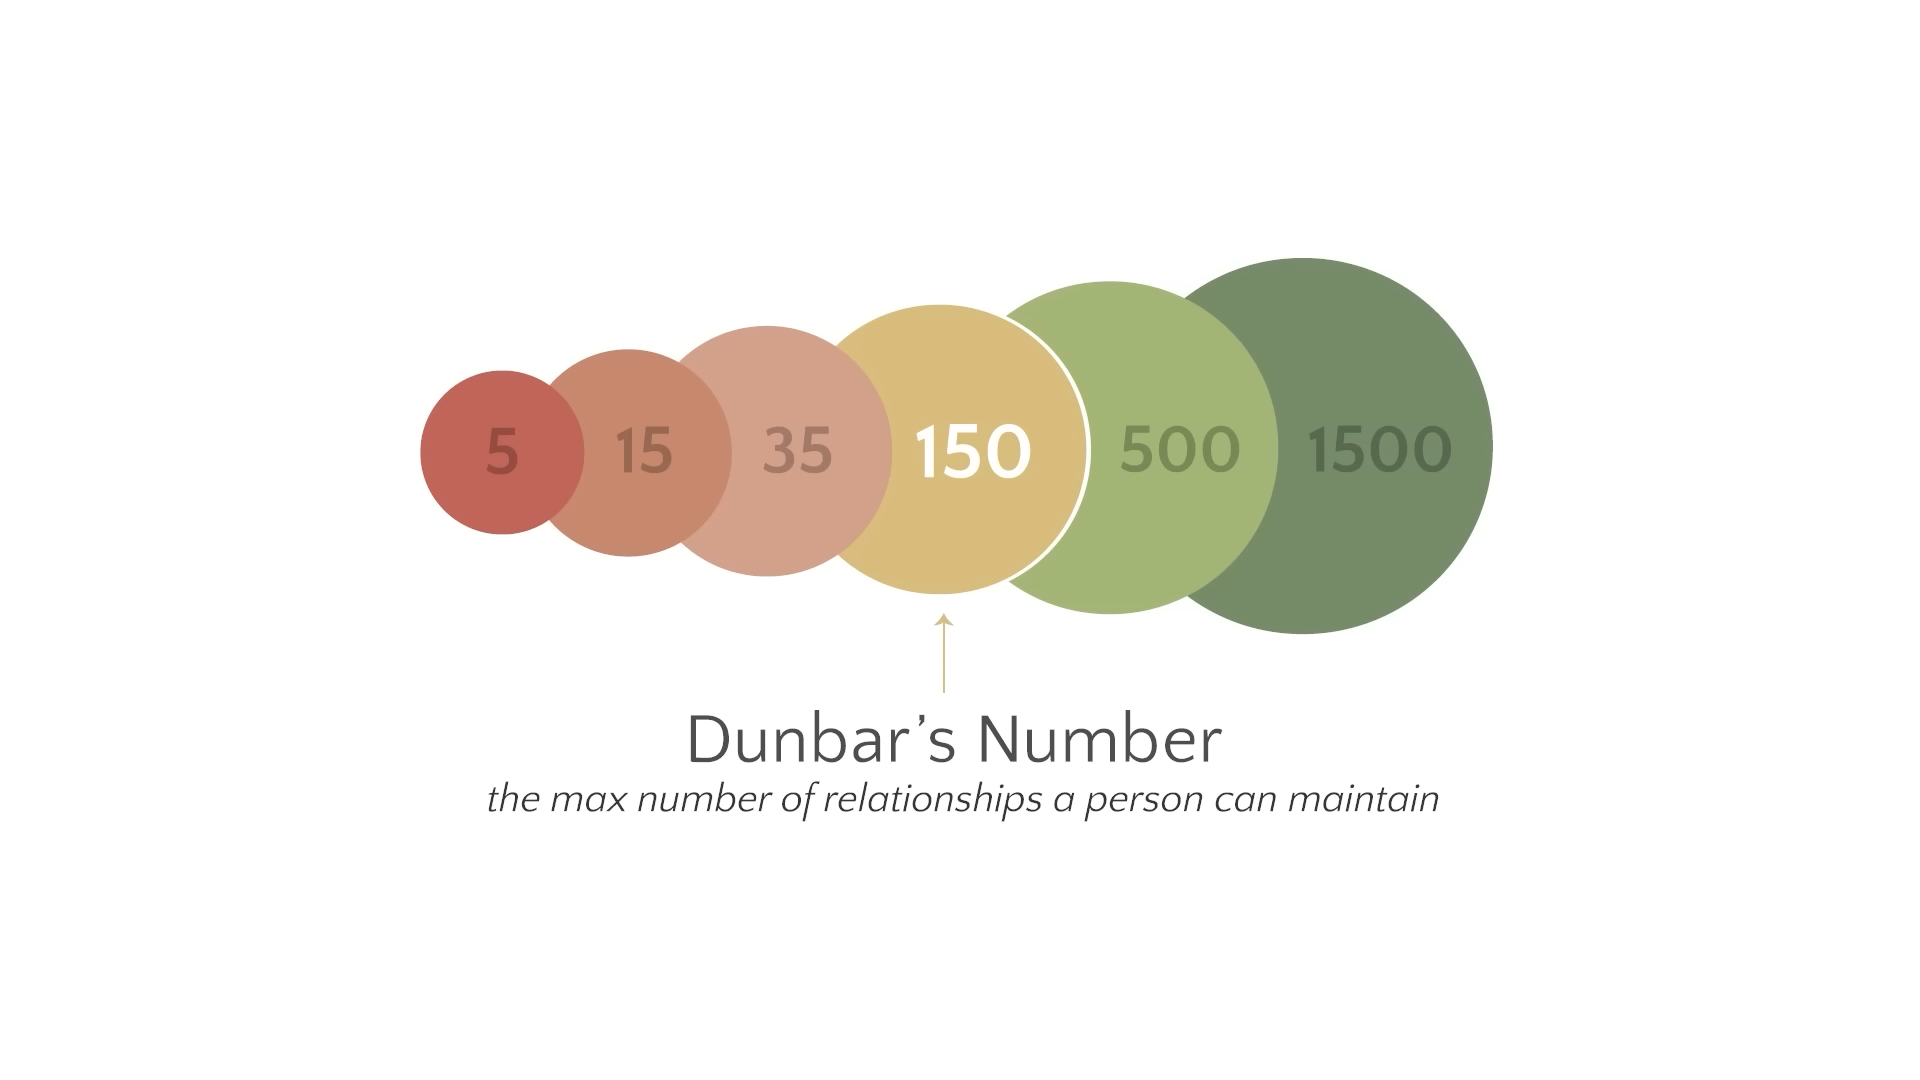 5 15 35 150 500 1500
Dunbar’s Number
the max number of relationships a person can maintain